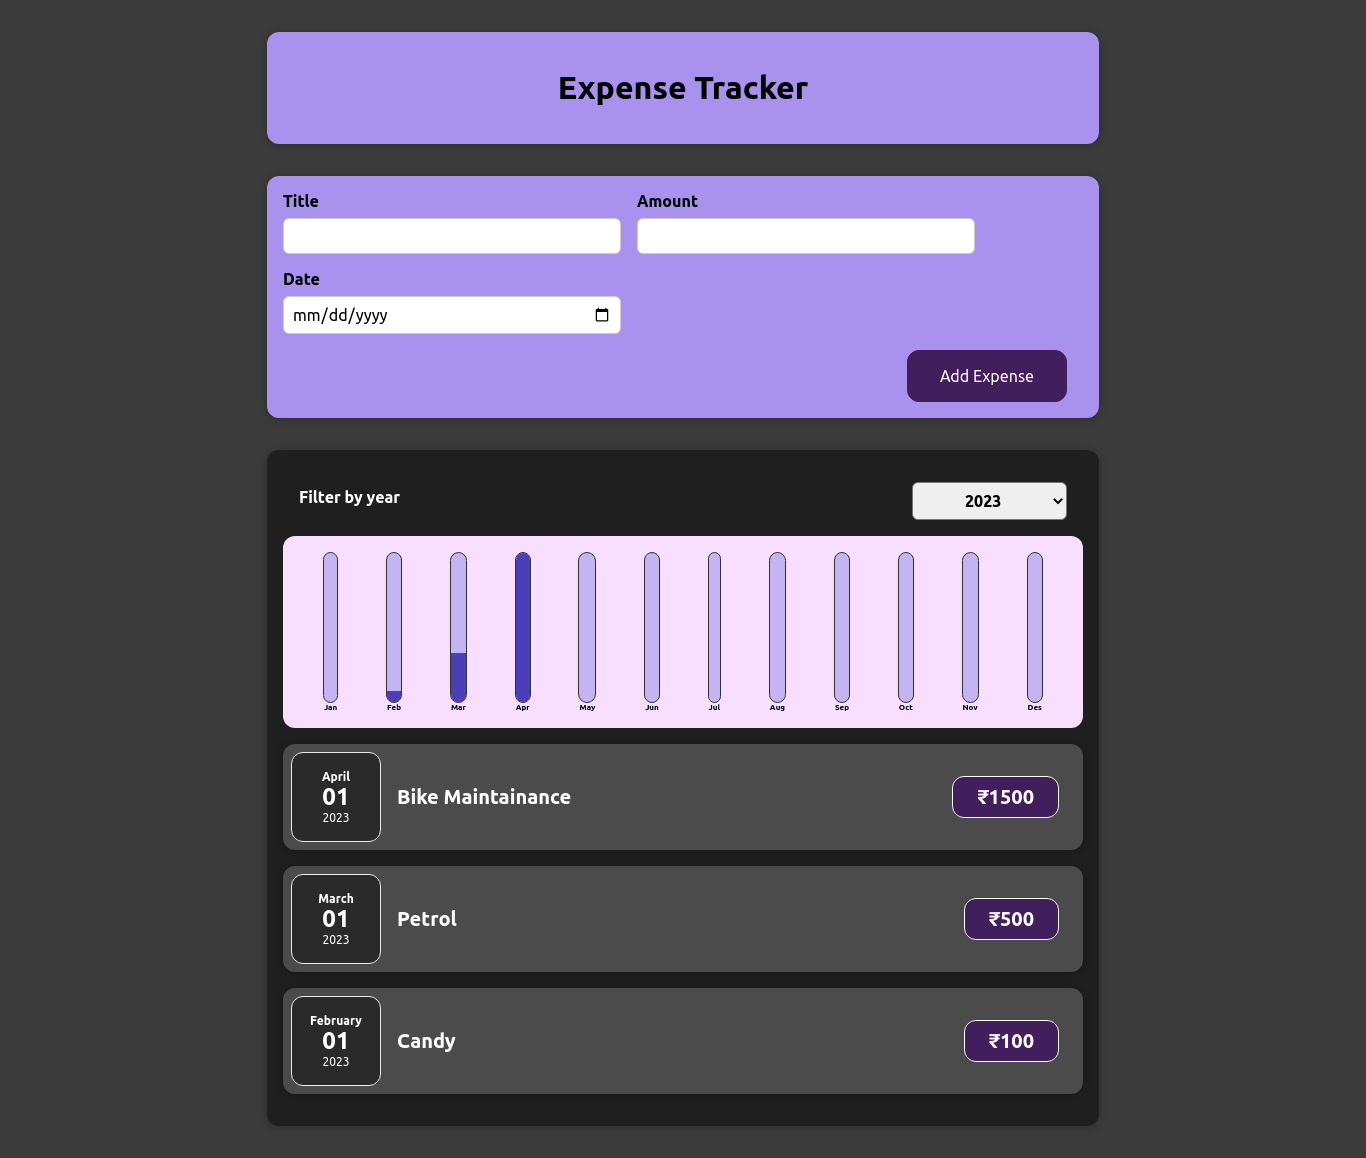 Expense Tracker
Title
Amount
Date
mm/dd/yyyy
Add Expense
Filter by year
2023
Jan Feb Mar Apr May Jun Jul Aug Sep Oct Nov Des
April
01
2023
Bike Maintainance
₹1500
March
01
2023
Petrol
₹500
February
01
2023
Candy
₹100